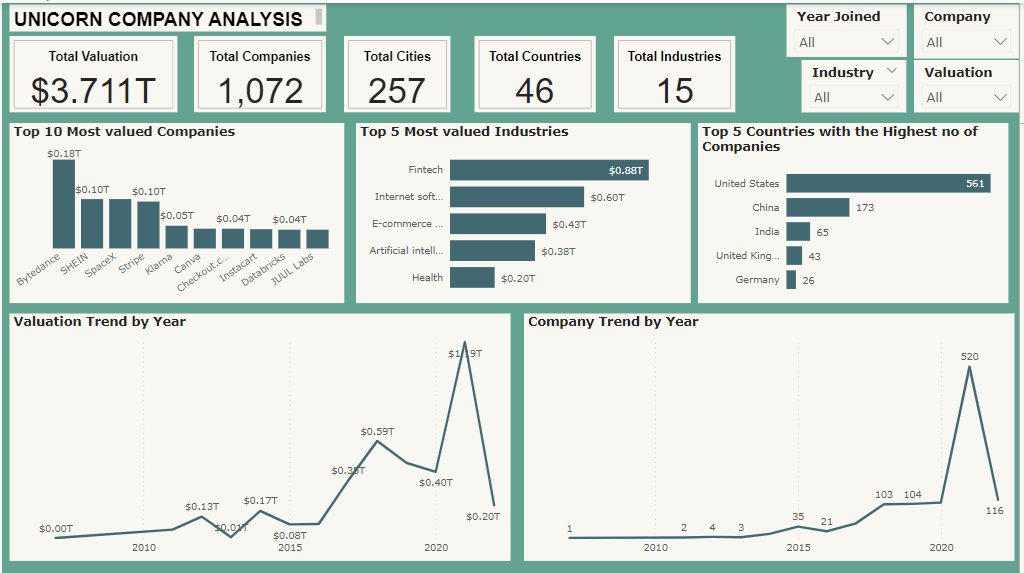 UNICORN COMPANY ANALYSIS
Year Joined
All
Company
All
Industry
All
Valuation
All
Total Valuation
$3.711T
Total Companies
1,072
Total Cities
257
Total Countries
46
Total Industries
15
Top 10 Most valued Companies
$0.18T
$0.10T
$0.10T
$0.05T
$0.04T
$0.04T
Bytedance
SHEIN
SpaceX
Stripe
Klarna
Canva
Checkout.c...
Instacart
Databricks
JUUL Labs
Top 5 Most valued Industries
Fintech
$0.88T
Internet soft...
$0.60T
E-commerce ...
$0.43T
Artificial intell...
$0.38T
Health
$0.20T
Top 5 Countries with the Highest no of
Companies
United States
561
China
173
India
65
United King...
43
Germany
26
Valuation Trend by Year
$0.00T
$0.13T
$0.01T
$0.17T
$0.08T
$0.35T
$0.59T
$0.40T
$1.19T
$0.20T
2010
2015
2020
Company Trend by Year
1
2
4
3
35
21
103
104
520
116
2010
2015
2020